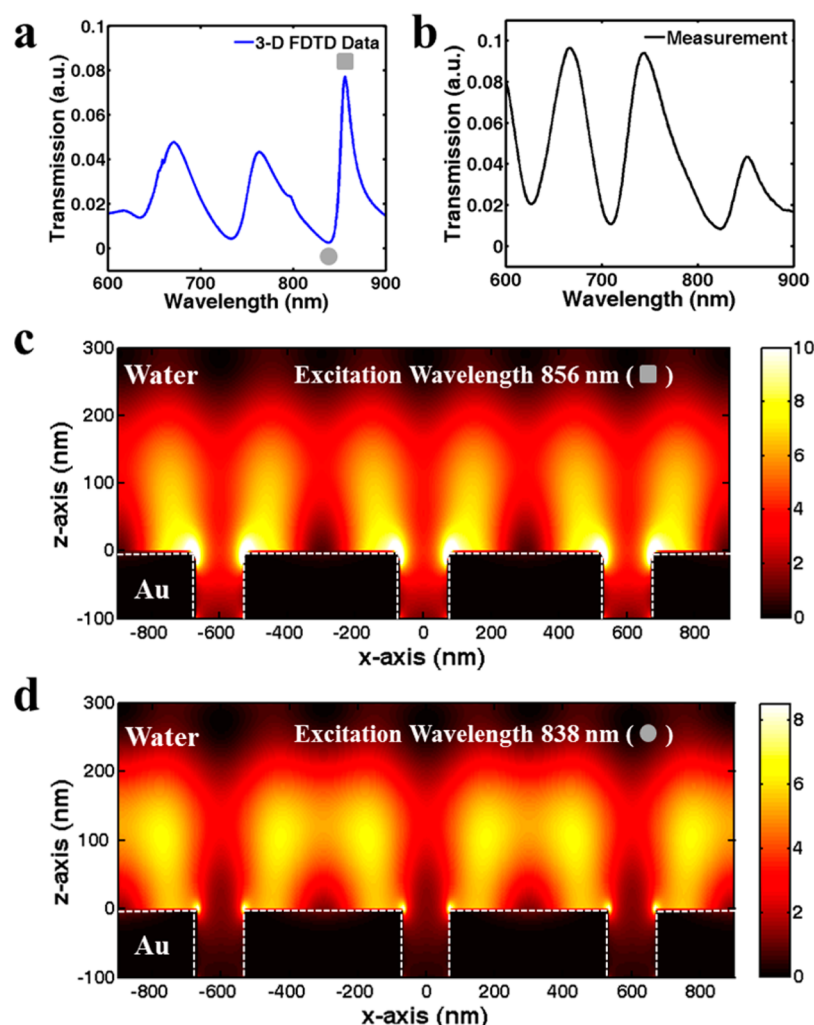 a
3-D FDTD Data
0.1
0.08
0.06
0.04
0.02
0
Transmission (a.u.)
600 700 800 900
Wavelength (nm)
b
Measurement
0.1
0.08
0.06
0.04
0.02
0
Transmission (a.u.)
600 700 800 900
Wavelength (nm)
c
Water
Excitation Wavelength 856 nm ( )
Au
300
200
100
0
-100
z-axis (nm)
-800 -600 -400 -200 0 200 400 600 800
x-axis (nm)
10
8
6
4
2
0
d
Water
Excitation Wavelength 838 nm ( )
Au
300
200
100
0
-100
z-axis (nm)
-800 -600 -400 -200 0 200 400 600 800
x-axis (nm)
8
6
4
2
0